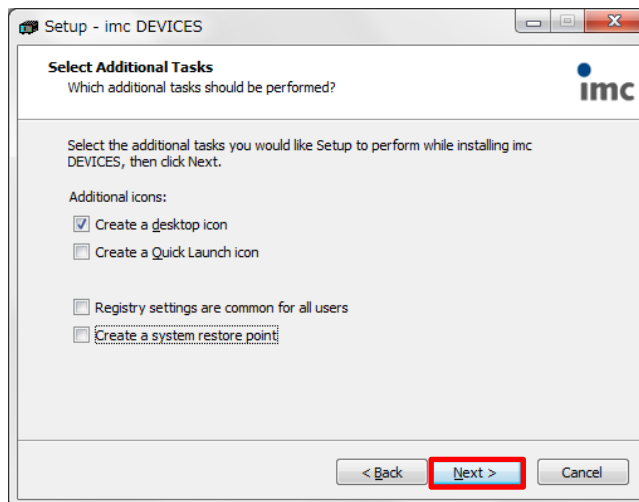 Setup - imc DEVICES
Select Additional Tasks
Which additional tasks should be performed?
imc
Select the additional tasks you would like Setup to perform while installing imc
DEVICES, then click Next.
Additional icons:
Create a desktop icon
Create a Quick Launch icon
Registry settings are common for all users
Create a system restore point
< Back
Next >
Cancel